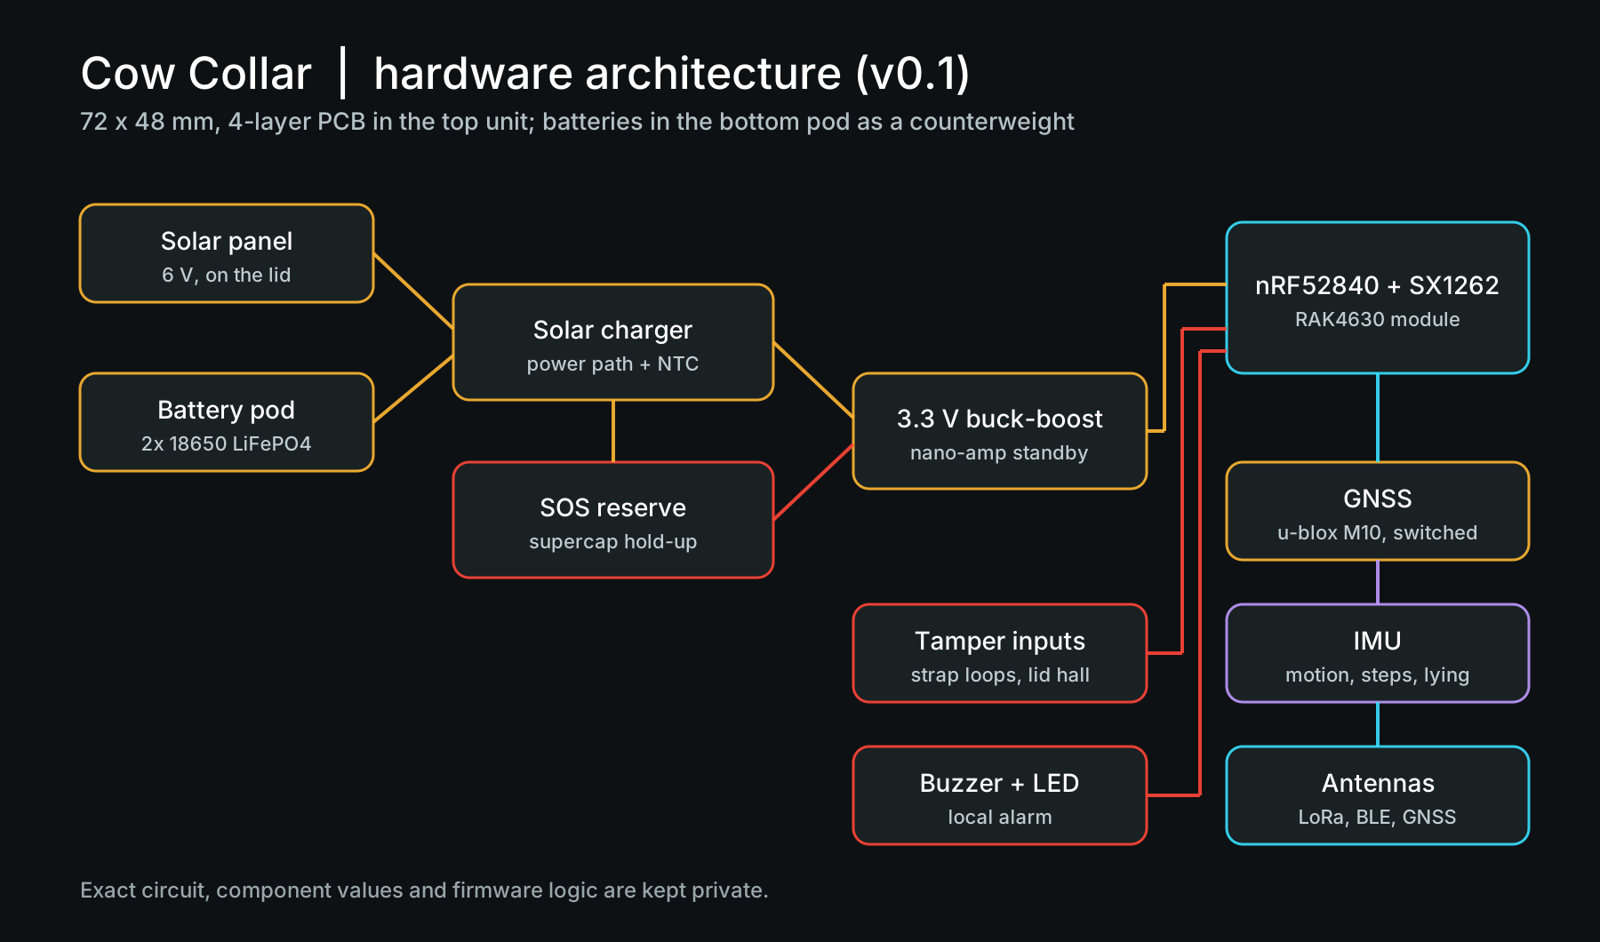 Cow Collar | hardware architecture (v0.1)
72 x 48 mm, 4-layer PCB in the top unit; batteries in the bottom pod as a counterweight
Solar panel
6 V, on the lid
Battery pod
2x 18650 LiFePO4
Solar charger
power path + NTC
SOS reserve
supercap hold-up
3.3 V buck-boost
nano-amp standby
Tamper inputs
strap loops, lid hall
Buzzer + LED
local alarm
nRF52840 + SX1262
RAK4630 module
GNSS
u-blox M10, switched
IMU
motion, steps, lying
Antennas
LoRa, BLE, GNSS
Exact circuit, component values and firmware logic are kept private.